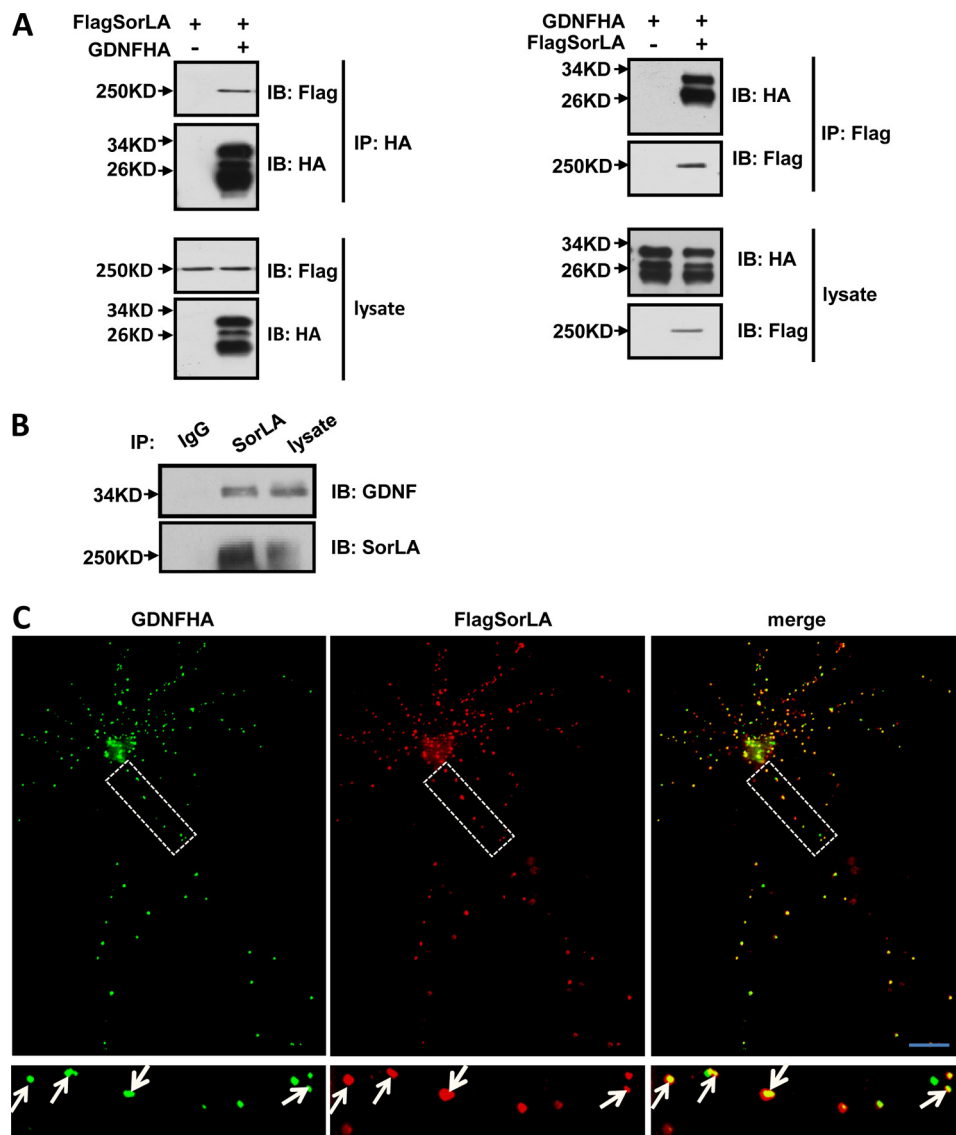 A
FlagSorLA + +
GDNFHA - +
250KD IB: Flag
34KD
26KD IB: HA
IP: HA
250KD IB: Flag
34KD
26KD IB: HA
lysate
GDNFHA + +
FlagSorLA - +
34KD
26KD IB: HA
250KD IB: Flag
IP: Flag
34KD
26KD IB: HA
250KD IB: Flag
lysate
B
IP: IgG SorLA lysate
34KD IB: GDNF
250KD IB: SorLA
C
GDNFHA FlagSorLA merge